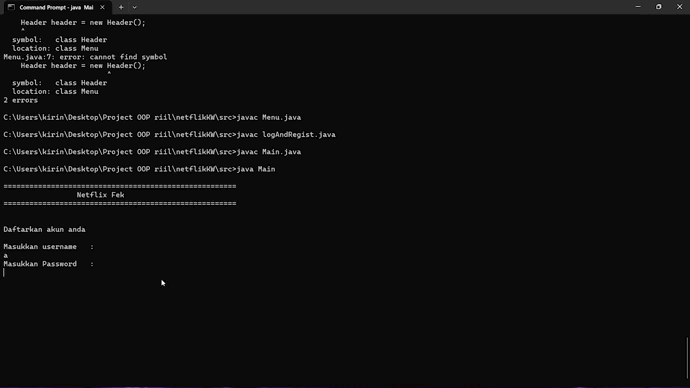 Command Prompt - java  Mai
Header header = new Header();
^
symbol:   class Header
location: class Menu
Menu.java:7: error: cannot find symbol
Header header = new Header();
^
symbol:   class Header
location: class Menu
2 errors
C:\Users\kirin\Desktop\Project OOP riil\netflikKW\src>javac Menu.java
C:\Users\kirin\Desktop\Project OOP riil\netflikKW\src>javac logAndRegist.java
C:\Users\kirin\Desktop\Project OOP riil\netflikKW\src>javac Main.java
C:\Users\kirin\Desktop\Project OOP riil\netflikKW\src>java Main
======================================================
Netflix Fek
======================================================
Daftarkan akun anda
Masukkan username   :
a
Masukkan Password   :